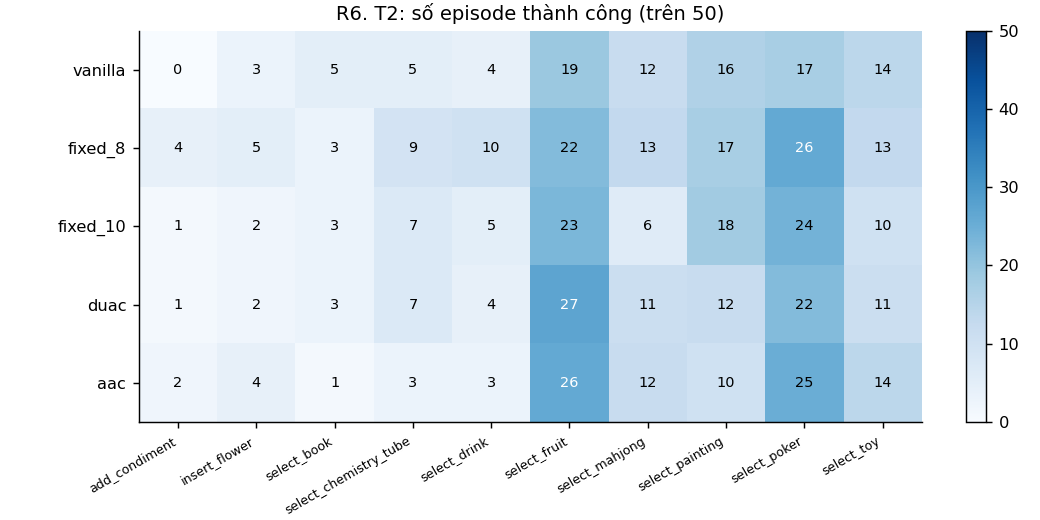 R6. T2: số episode thành công (trên 50)
vanilla 0 3 5 5 4 19 12 16 17 14
fixed_8 4 5 3 9 10 22 13 17 26 13
fixed_10 1 2 3 7 5 23 6 18 24 10
duac 1 2 3 7 4 27 11 12 22 11
aac 2 4 1 3 3 26 12 10 25 14
add_condiment insert_flower select_book select_chemistry_tube select_drink select_fruit select_mahjong select_painting select_poker select_toy
50
40
30
20
10
0